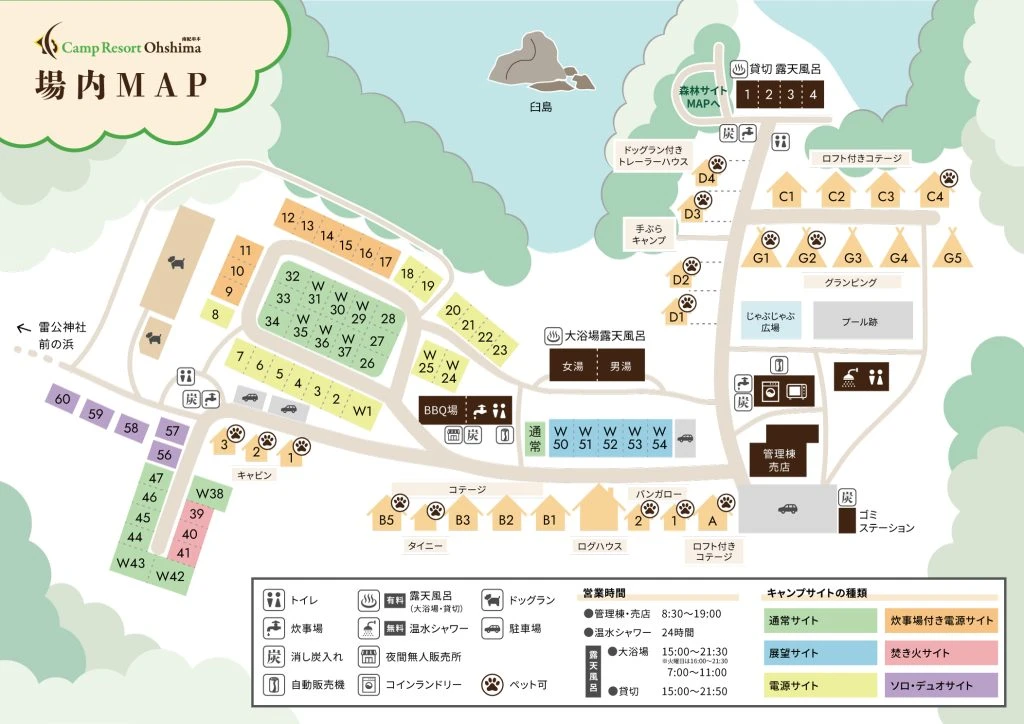 南紀串本
Camp Resort Ohshima
場内MAP
臼島
森林サイト
MAPへ
貸切 露天風呂
1 2 3 4
炭
ドッグラン付き
トレーラーハウス
D4
D3
ロフト付きコテージ
C1 C2 C3 C4
手ぶら
キャンプ
D2
D1
G1 G2 G3 G4 G5
グランピング
じゃぶじゃぶ
広場
プール跡
12 13 14 15 16 17
18 19
11
10
9
8
32 W31 W30 W29 28
33
34 W35 W36 W37 27
26
20 21 22 23
W25 W24
7 6 5 4 3 2 W1
← 雷公神社
前の浜
大浴場露天風呂
女湯 男湯
BBQ場
炭
炭
通常
W50 W51 W52 W53 W54
炭
管理棟
売店
炭
ゴミ
ステーション
60 59 58 57
56
3 2 1
キャビン
47
46
45
44
W43 W42
W38
39
40
41
コテージ
B5 B3 B2 B1
タイニー
ログハウス
バンガロー
2 1 A
ロフト付き
コテージ
トイレ
炊事場
炭 消し炭入れ
自動販売機
有料 露天風呂
(大浴場・貸切)
無料 温水シャワー
夜間無人販売所
コインランドリー
ドッグラン
駐車場
ペット可
営業時間
●管理棟・売店 8:30〜19:00
●温水シャワー 24時間
露天風呂
●大浴場 15:00〜21:30
※火曜日は16:00〜21:30
7:00〜11:00
●貸切 15:00〜21:50
キャンプサイトの種類
通常サイト
炊事場付き電源サイト
展望サイト
焚き火サイト
電源サイト
ソロ・デュオサイト